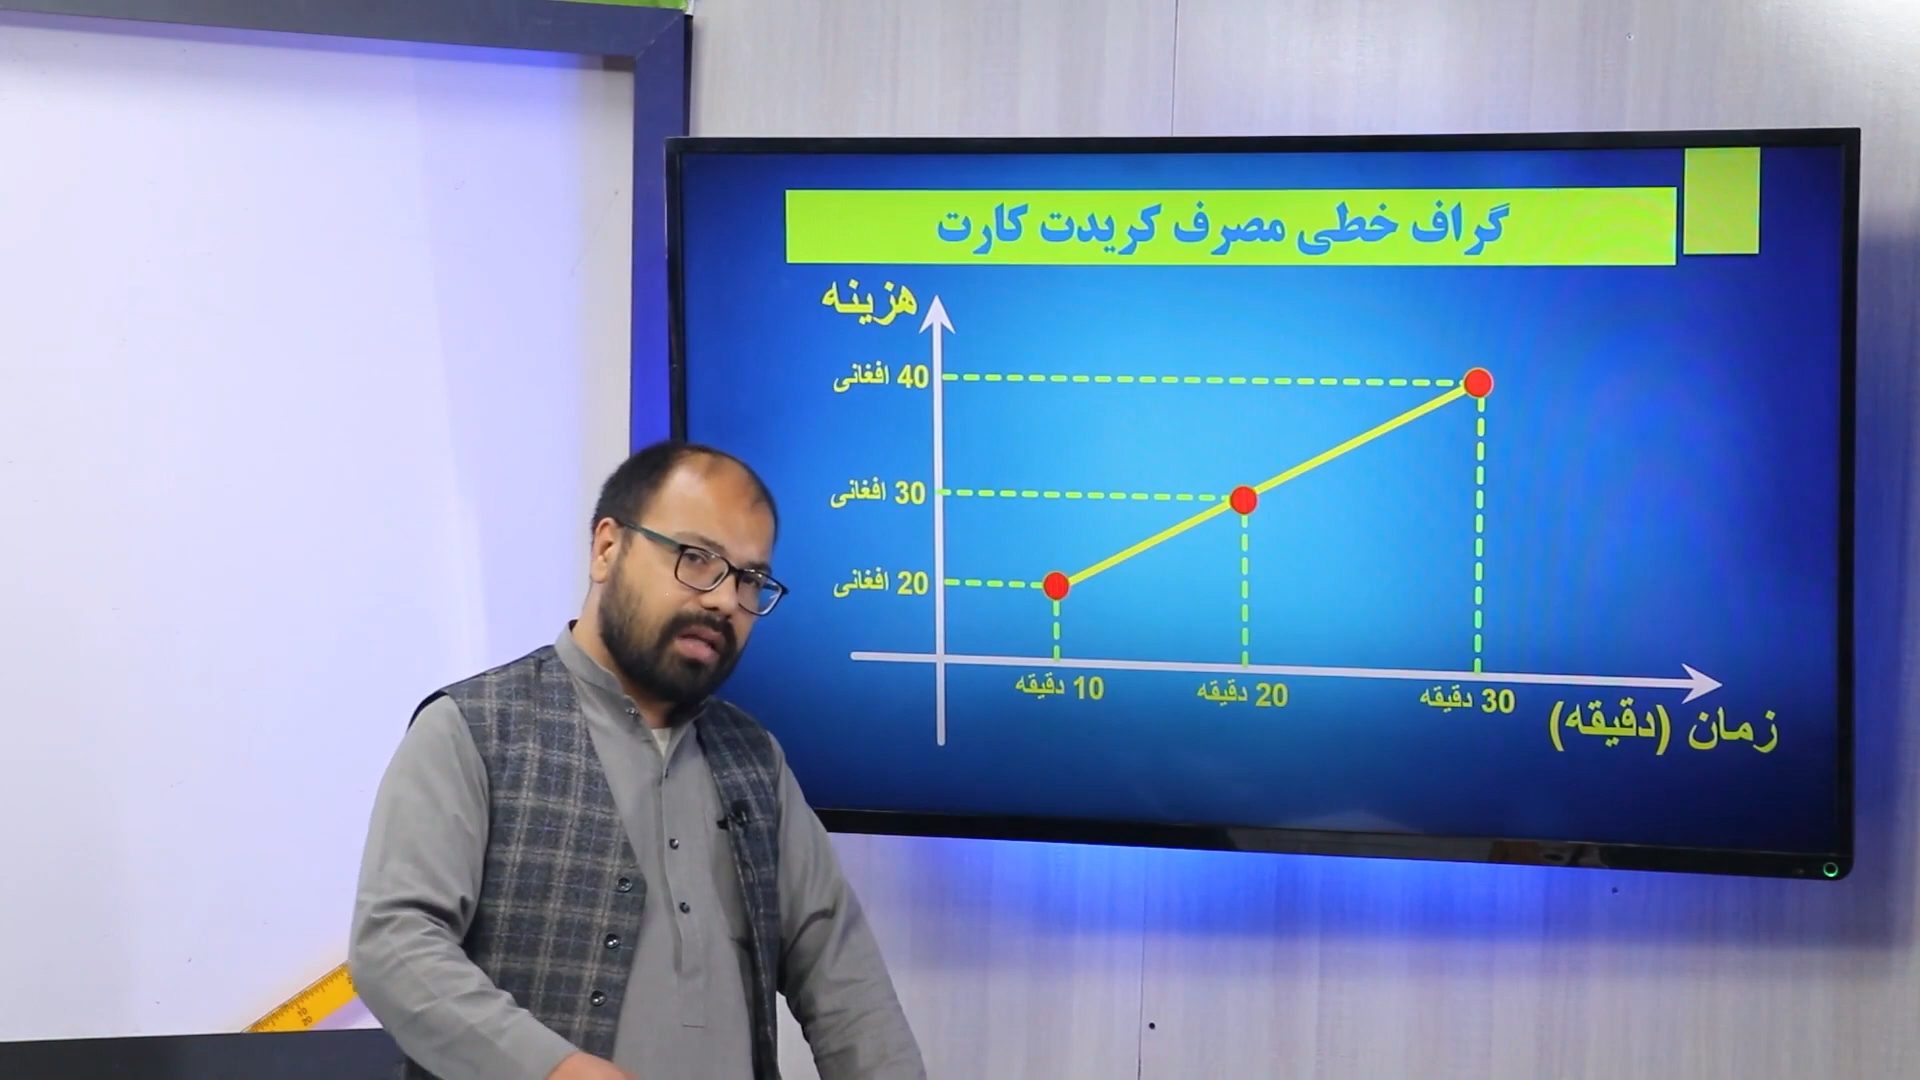 گراف خطی مصرف کریدت کارت
هزینه
40 افغانی
30 افغانی
20 افغانی
10 دقیقه
20 دقیقه
30 دقیقه
زمان (دقیقه)